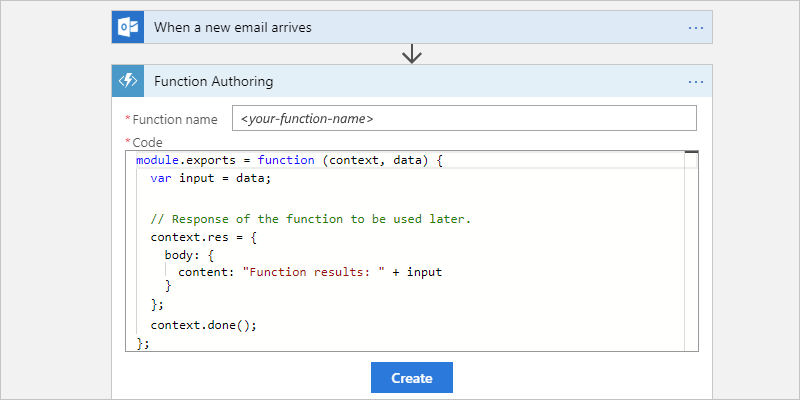 When a new email arrives ...
Function Authoring ...
*Function name <your-function-name>
*Code
module.exports = function (context, data) {
var input = data;
// Response of the function to be used later.
context.res = {
body: {
content: "Function results: " + input
}
};
context.done();
};
Create